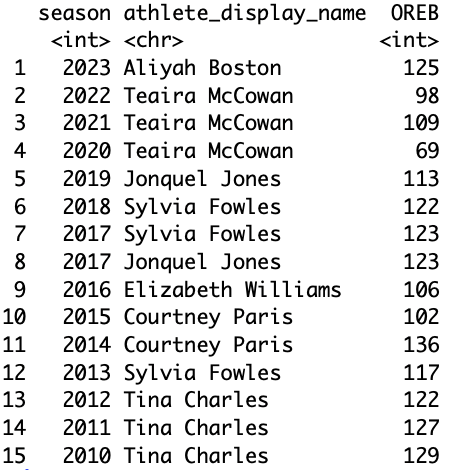 season athlete_display_name OREB
<int> <chr> <int>
1 2023 Aliyah Boston 125
2 2022 Teaira McCowan 98
3 2021 Teaira McCowan 109
4 2020 Teaira McCowan 69
5 2019 Jonquel Jones 113
6 2018 Sylvia Fowles 122
7 2017 Sylvia Fowles 123
8 2017 Jonquel Jones 123
9 2016 Elizabeth Williams 106
10 2015 Courtney Paris 102
11 2014 Courtney Paris 136
12 2013 Sylvia Fowles 117
13 2012 Tina Charles 122
14 2011 Tina Charles 127
15 2010 Tina Charles 129